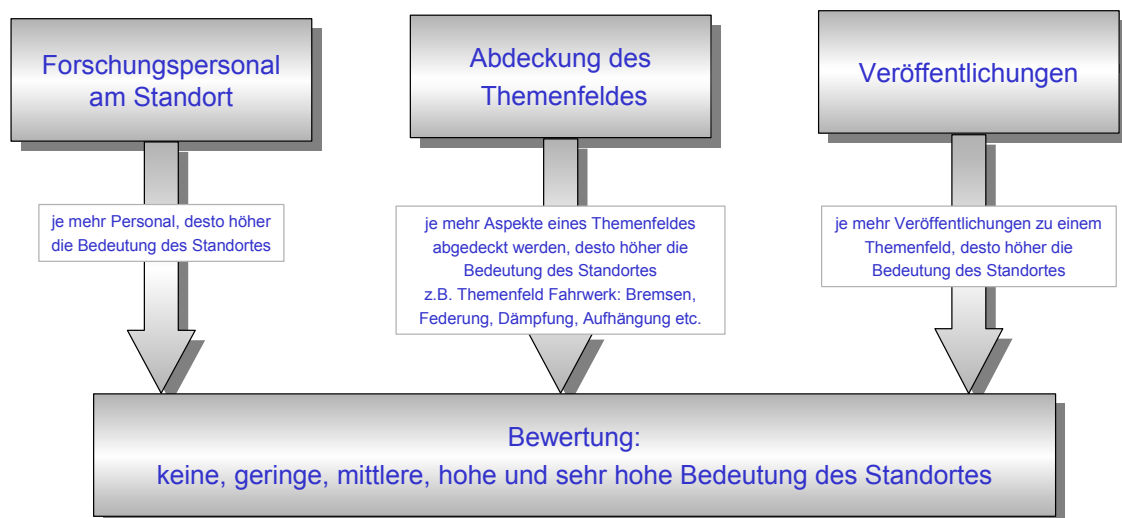 Forschungspersonal
am Standort
Abdeckung des
Themenfeldes
Veröffentlichungen
je mehr Personal, desto höher
die Bedeutung des Standortes
je mehr Aspekte eines Themenfeldes
abgedeckt werden, desto höher die
Bedeutung des Standortes
z.B. Themenfeld Fahrwerk: Bremsen,
Federung, Dämpfung, Aufhängung etc.
je mehr Veröffentlichungen zu einem
Themenfeld, desto höher die
Bedeutung des Standortes
Bewertung:
keine, geringe, mittlere, hohe und sehr hohe Bedeutung des Standortes